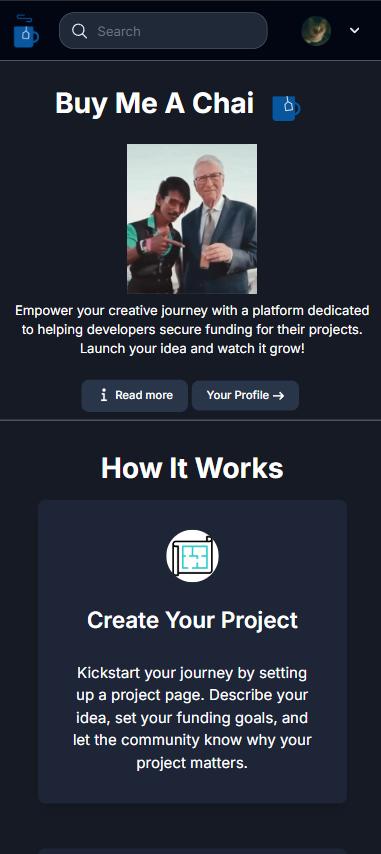 Search
Buy Me A Chai
Empower your creative journey with a platform dedicated
to helping developers secure funding for their projects.
Launch your idea and watch it grow!
Read more
Your Profile →
How It Works
Create Your Project
Kickstart your journey by setting
up a project page. Describe your
idea, set your funding goals, and
let the community know why your
project matters.